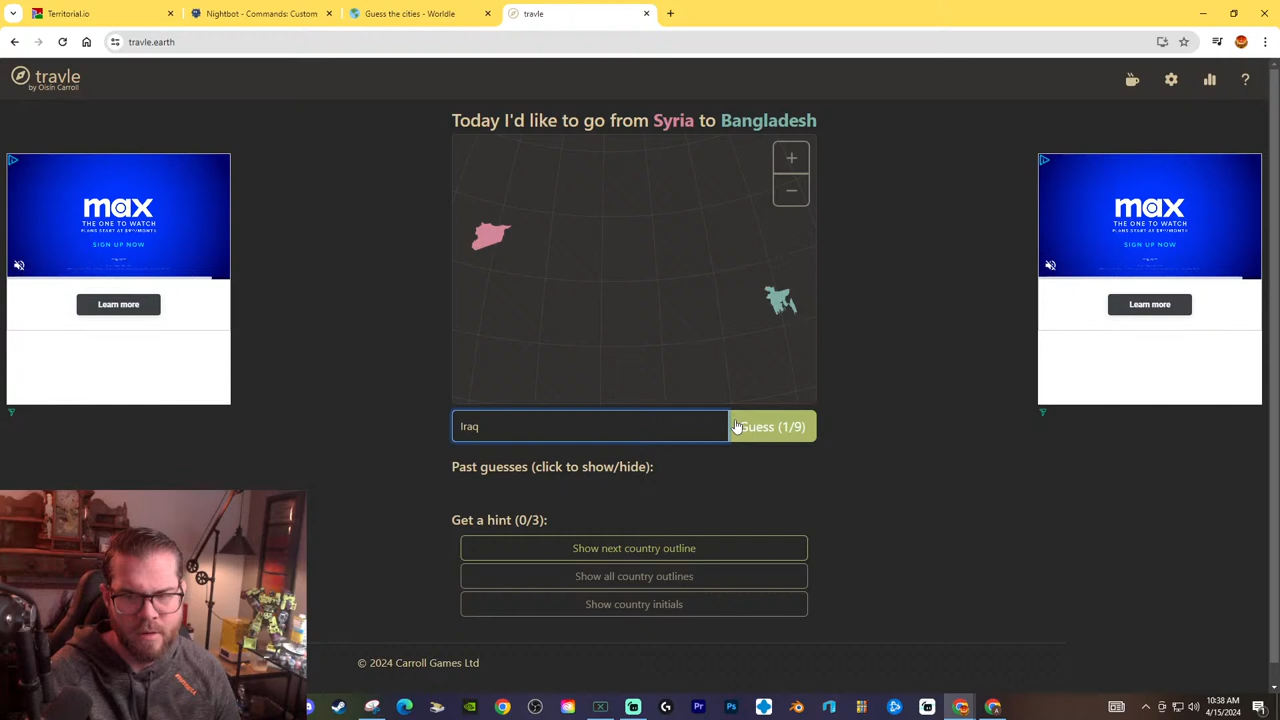 Territorial.io
Nightbot - Commands: Custom
Guess the cities - Worldle
travle
travle.earth
travle
by Oisín Carroll
Today I'd like to go from Syria to Bangladesh
max
THE ONE TO WATCH
SIGN UP NOW
Learn more
max
THE ONE TO WATCH
SIGN UP NOW
Learn more
+
−
Iraq
Guess (1/9)
Past guesses (click to show/hide):
Get a hint (0/3):
Show next country outline
Show all country outlines
Show country initials
© 2024 Carroll Games Ltd
10:38 AM
4/15/2024